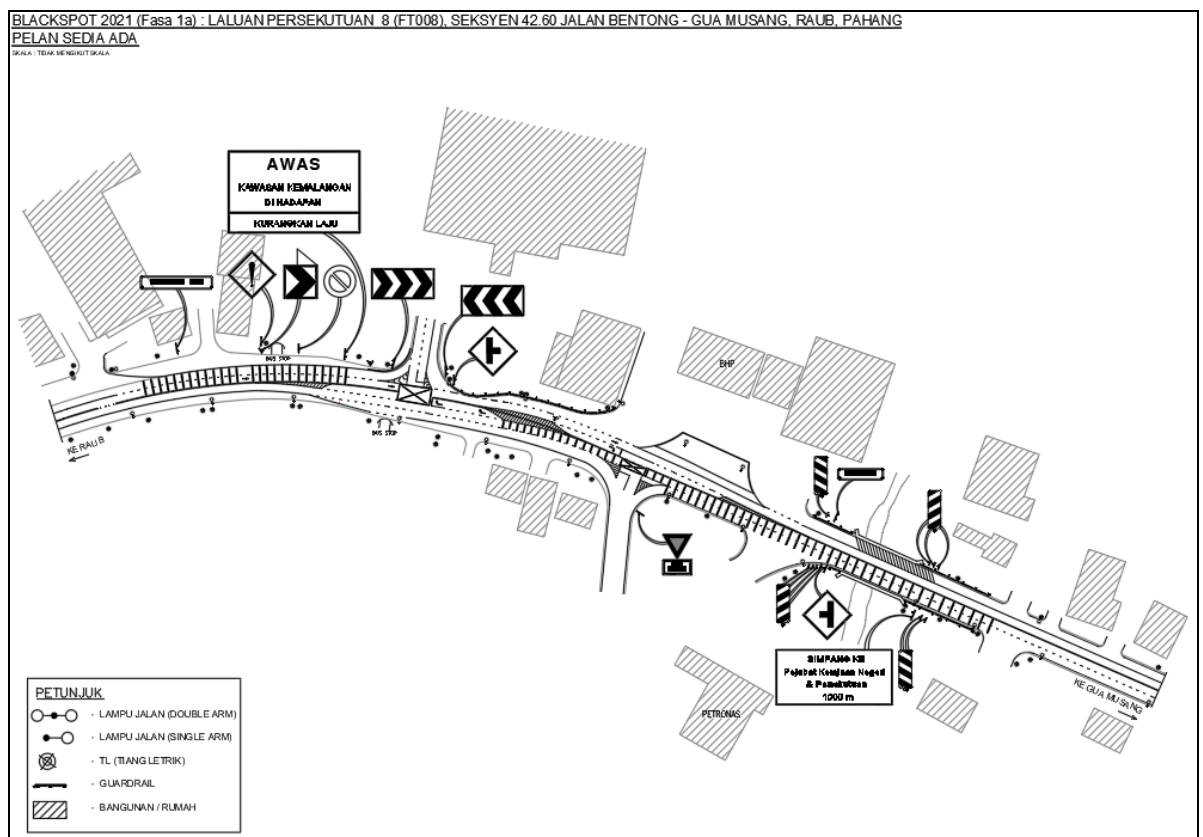 BLACKSPOT 2021 (Fasa 1a) : LALUAN PERSEKUTUAN 8 (FT008), SEKSYEN 42.60 JALAN BENTONG - GUA MUSANG, RAUB, PAHANG
PELAN SEDIA ADA
SKALA : TIDAK MENGIKUT SKALA
AWAS
KAWASAN KEMALANGAN
DI HADAPAN
KURANGKAN LAJU
BUS STOP
BHP
BUS STOP
KE RAUB
SIMPANG KE
Pejabat Kerajaan Negeri
& Persekutuan
1000 m
PETRONAS
KE GUA MUSANG
PETUNJUK
- LAMPU JALAN (DOUBLE ARM)
- LAMPU JALAN (SINGLE ARM)
- TL (TIANG LETRIK)
- GUARDRAIL
- BANGUNAN / RUMAH